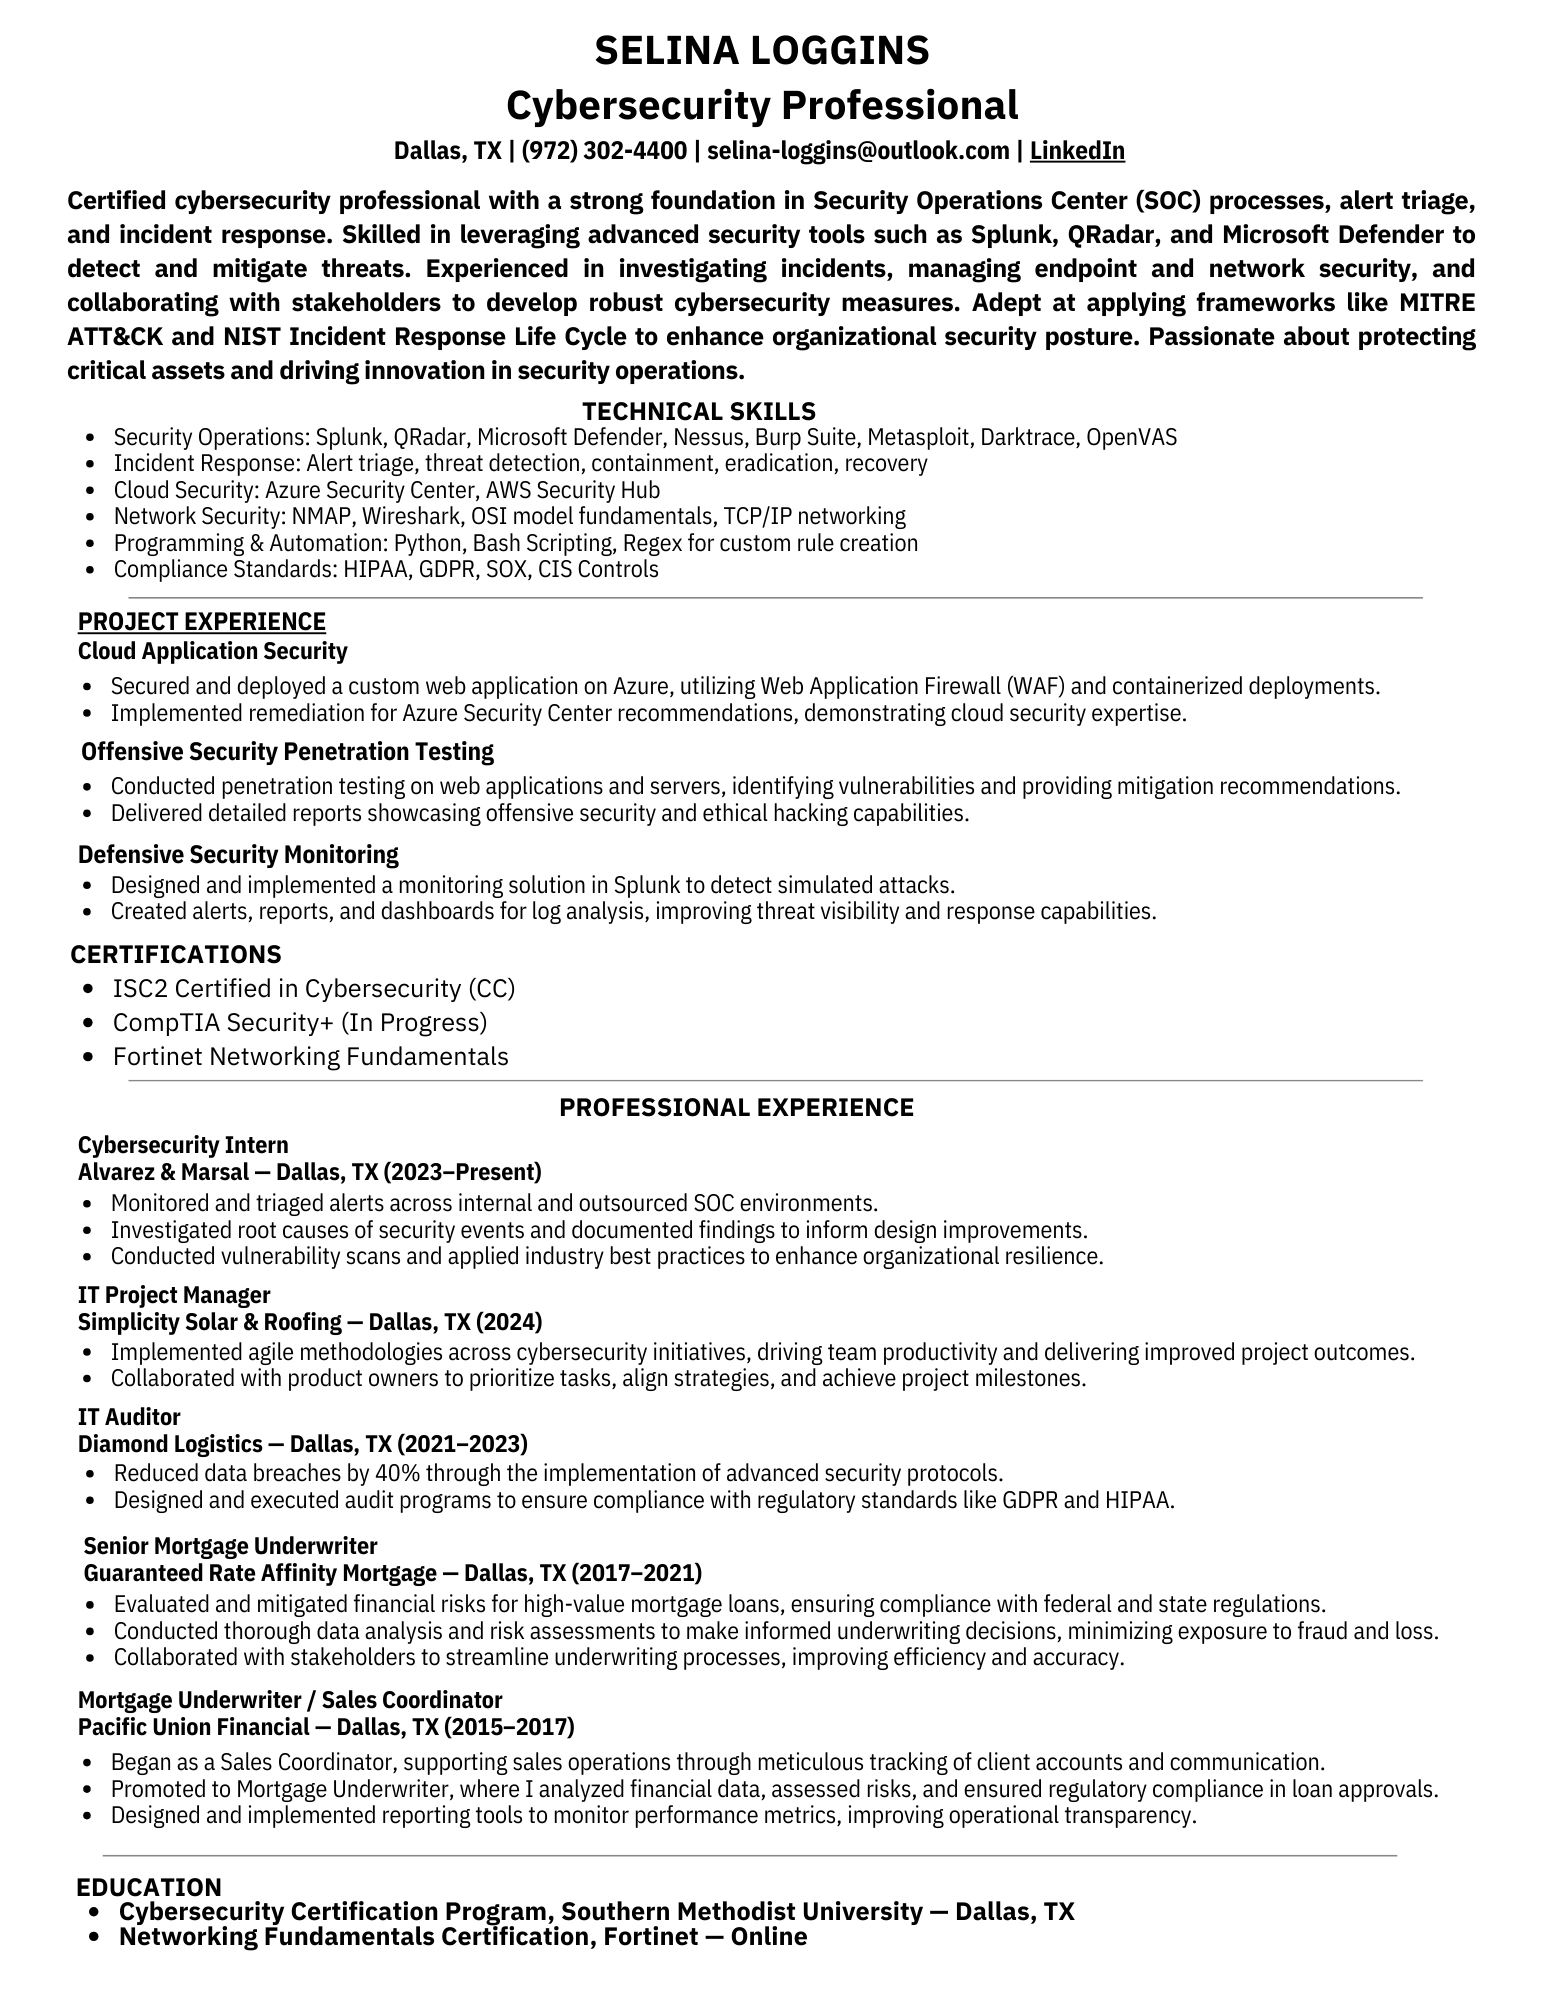 SELINA LOGGINS
Cybersecurity Professional
Dallas, TX | (972) 302-4400 | selina-loggins@outlook.com | LinkedIn
Certified cybersecurity professional with a strong foundation in Security Operations Center (SOC) processes, alert triage,
and incident response. Skilled in leveraging advanced security tools such as Splunk, QRadar, and Microsoft Defender to
detect and mitigate threats. Experienced in investigating incidents, managing endpoint and network security, and
collaborating with stakeholders to develop robust cybersecurity measures. Adept at applying frameworks like MITRE
ATT&CK and NIST Incident Response Life Cycle to enhance organizational security posture. Passionate about protecting
critical assets and driving innovation in security operations.
TECHNICAL SKILLS
• Security Operations: Splunk, QRadar, Microsoft Defender, Nessus, Burp Suite, Metasploit, Darktrace, OpenVAS
• Incident Response: Alert triage, threat detection, containment, eradication, recovery
• Cloud Security: Azure Security Center, AWS Security Hub
• Network Security: NMAP, Wireshark, OSI model fundamentals, TCP/IP networking
• Programming & Automation: Python, Bash Scripting, Regex for custom rule creation
• Compliance Standards: HIPAA, GDPR, SOX, CIS Controls
PROJECT EXPERIENCE
Cloud Application Security
• Secured and deployed a custom web application on Azure, utilizing Web Application Firewall (WAF) and containerized deployments.
• Implemented remediation for Azure Security Center recommendations, demonstrating cloud security expertise.
Offensive Security Penetration Testing
• Conducted penetration testing on web applications and servers, identifying vulnerabilities and providing mitigation recommendations.
• Delivered detailed reports showcasing offensive security and ethical hacking capabilities.
Defensive Security Monitoring
• Designed and implemented a monitoring solution in Splunk to detect simulated attacks.
• Created alerts, reports, and dashboards for log analysis, improving threat visibility and response capabilities.
CERTIFICATIONS
• ISC2 Certified in Cybersecurity (CC)
• CompTIA Security+ (In Progress)
• Fortinet Networking Fundamentals
PROFESSIONAL EXPERIENCE
Cybersecurity Intern
Alvarez & Marsal — Dallas, TX (2023–Present)
• Monitored and triaged alerts across internal and outsourced SOC environments.
• Investigated root causes of security events and documented findings to inform design improvements.
• Conducted vulnerability scans and applied industry best practices to enhance organizational resilience.
IT Project Manager
Simplicity Solar & Roofing — Dallas, TX (2024)
• Implemented agile methodologies across cybersecurity initiatives, driving team productivity and delivering improved project outcomes.
• Collaborated with product owners to prioritize tasks, align strategies, and achieve project milestones.
IT Auditor
Diamond Logistics — Dallas, TX (2021–2023)
• Reduced data breaches by 40% through the implementation of advanced security protocols.
• Designed and executed audit programs to ensure compliance with regulatory standards like GDPR and HIPAA.
Senior Mortgage Underwriter
Guaranteed Rate Affinity Mortgage — Dallas, TX (2017–2021)
• Evaluated and mitigated financial risks for high-value mortgage loans, ensuring compliance with federal and state regulations.
• Conducted thorough data analysis and risk assessments to make informed underwriting decisions, minimizing exposure to fraud and loss.
• Collaborated with stakeholders to streamline underwriting processes, improving efficiency and accuracy.
Mortgage Underwriter / Sales Coordinator
Pacific Union Financial — Dallas, TX (2015–2017)
• Began as a Sales Coordinator, supporting sales operations through meticulous tracking of client accounts and communication.
• Promoted to Mortgage Underwriter, where I analyzed financial data, assessed risks, and ensured regulatory compliance in loan approvals.
• Designed and implemented reporting tools to monitor performance metrics, improving operational transparency.
EDUCATION
• Cybersecurity Certification Program, Southern Methodist University — Dallas, TX
• Networking Fundamentals Certification, Fortinet — Online